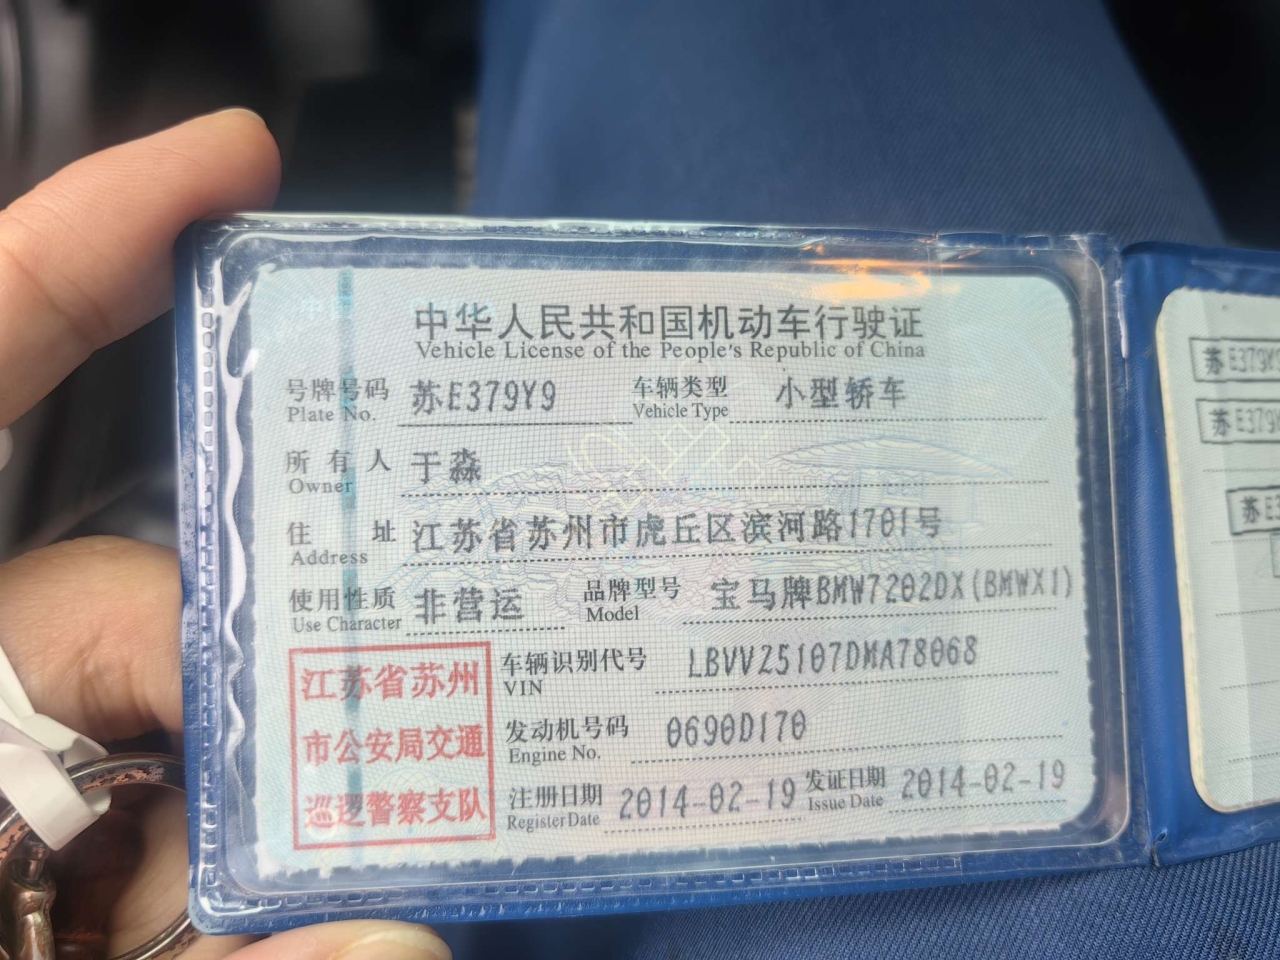 中华人民共和国机动车行驶证
Vehicle License of the People's Republic of China
号牌号码 苏E379Y9 车辆类型 小型轿车
Plate No. Vehicle Type
所有人 于淼
Owner
住址 江苏省苏州市虎丘区滨河路1701号
Address
使用性质 非营运 品牌型号 宝马牌BMW7202DX(BMWX1)
Use Character Model
江苏省苏州
市公安局交通
巡逻警察支队
车辆识别代号 LBVVZ5107DMA78068
VIN
发动机号码 0690D170
Engine No.
注册日期 2014-02-19 发证日期 2014-02-19
Register Date Issue Date
苏E379
苏E379
苏E3